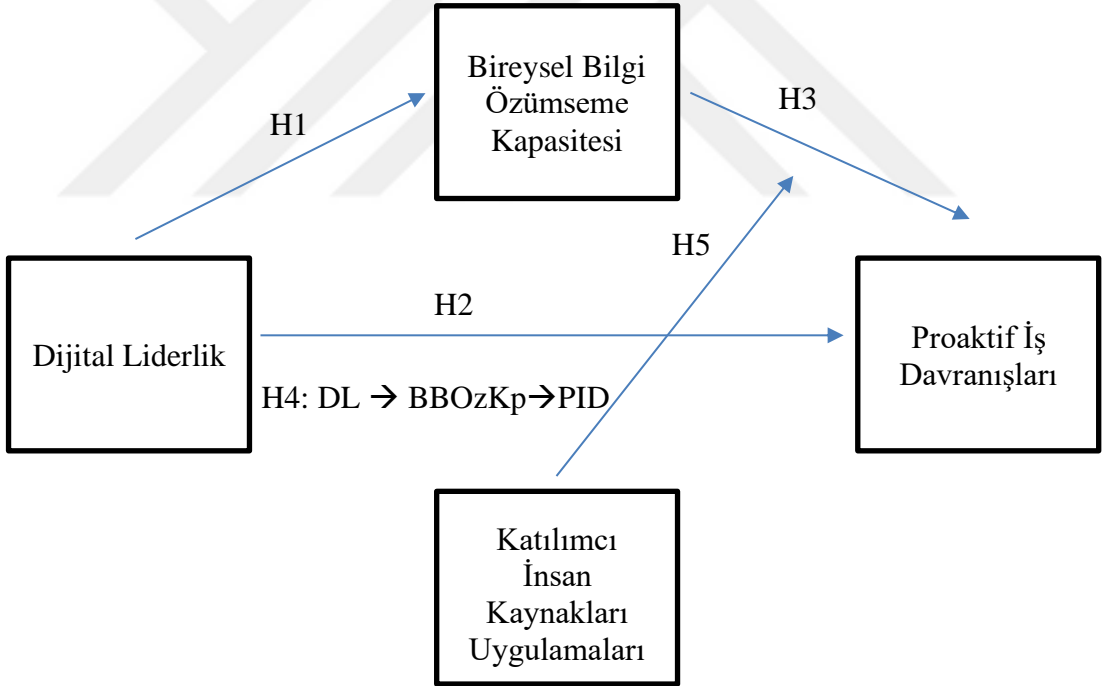 Bireysel Bilgi
Özümseme
Kapasitesi
H1
H3
H5
Dijital Liderlik
H2
Proaktif İş
Davranışları
H4: DL → BBOzKp→PID
Katılımcı
İnsan
Kaynakları
Uygulamaları